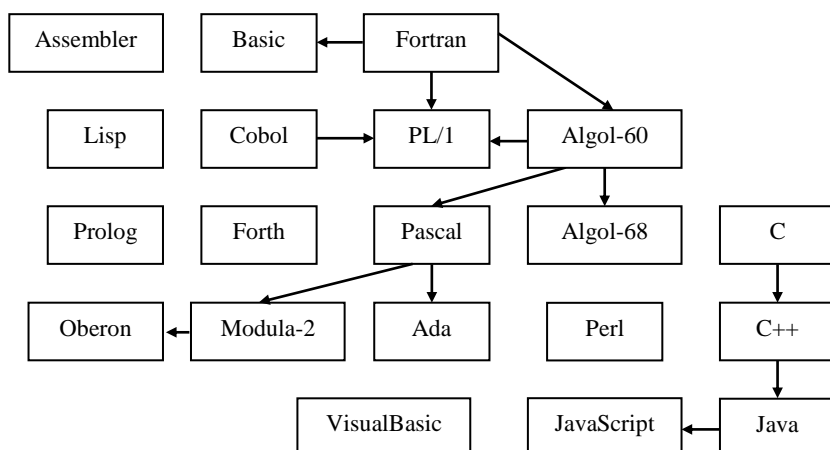 Assembler Basic Fortran
Lisp Cobol PL/1 Algol-60
Prolog Forth Pascal Algol-68 C
Oberon Modula-2 Ada Perl C++
VisualBasic JavaScript Java